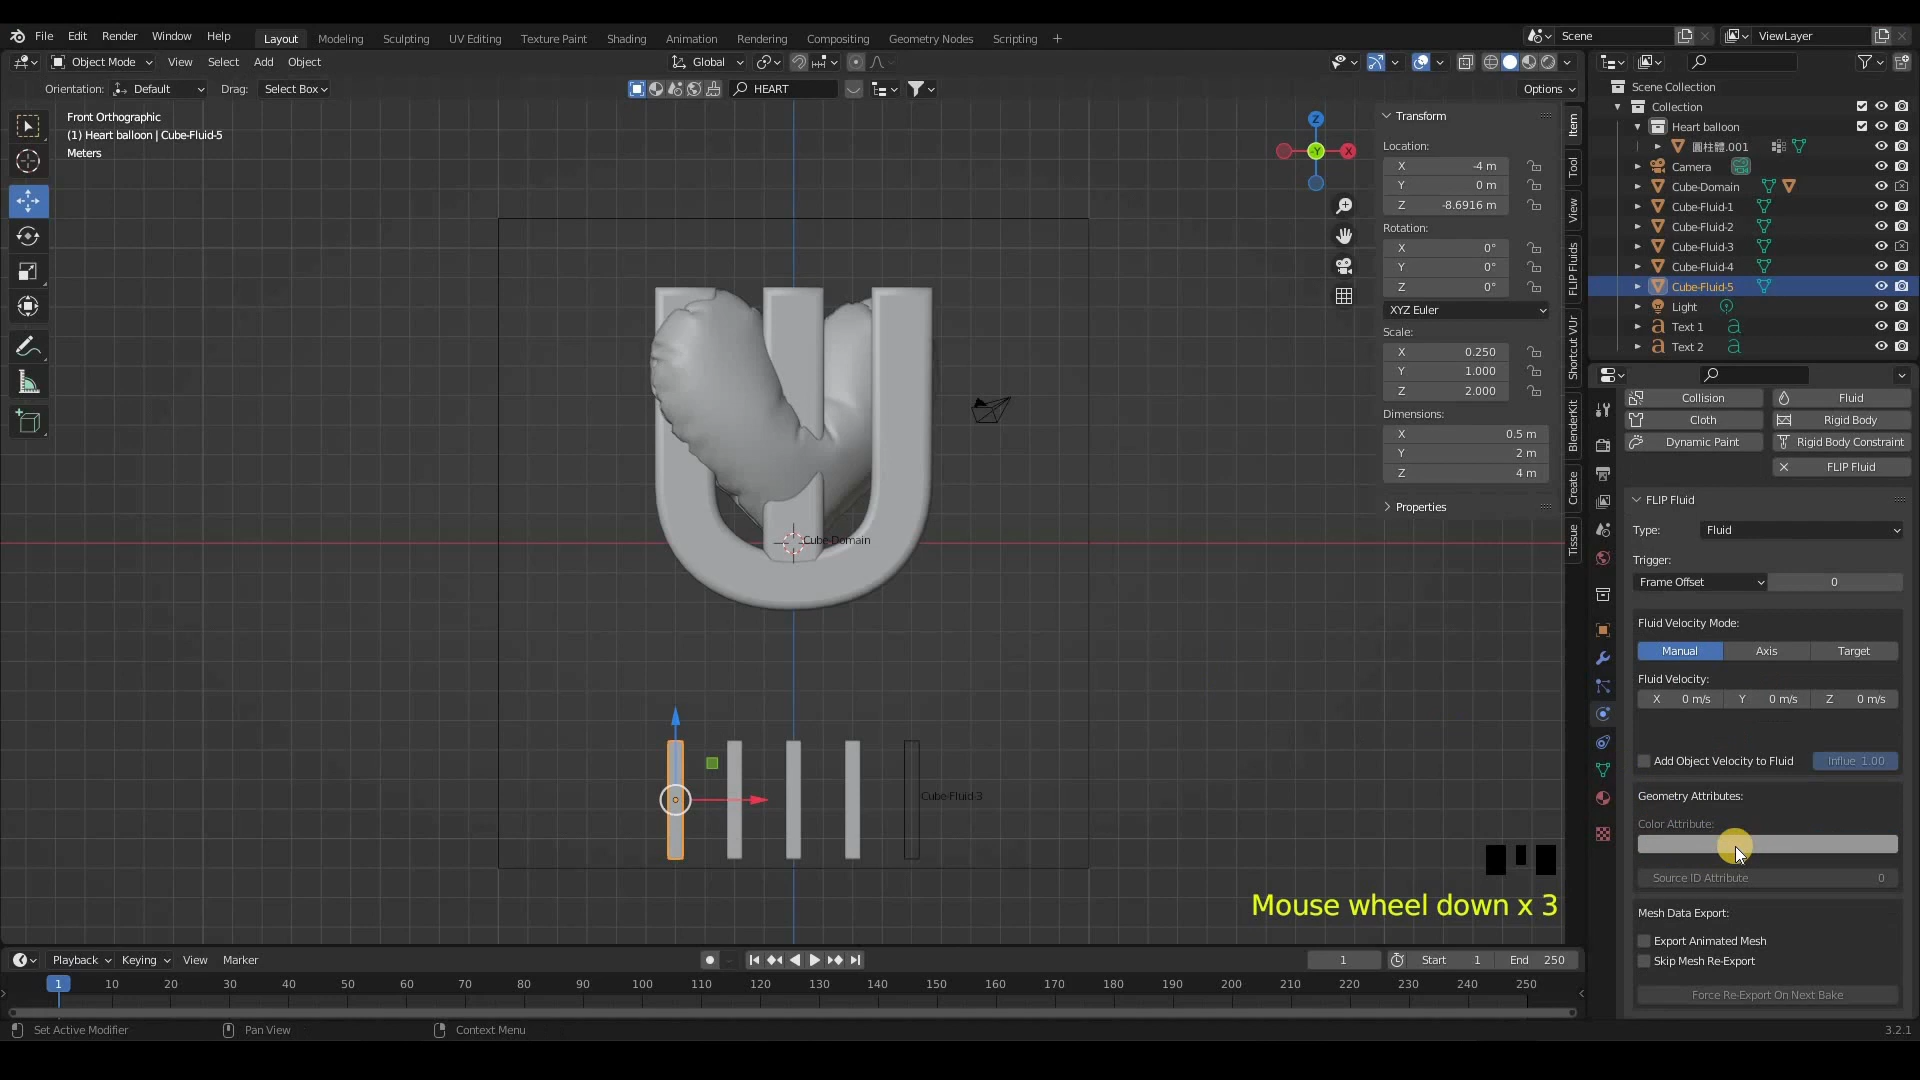 File Edit Render Window Help Layout Modeling Sculpting UV Editing Texture Paint Shading Animation Rendering Compositing Geometry Nodes Scripting + Scene ViewLayer
Object Mode View Select Add Object Global
Orientation: Default Drag: Select Box HEART Options
Front Orthographic
(1) Heart balloon | Cube-Fluid-5
Meters
Z
-Y
X
Cube-Domain
Cube-Fluid-3
Mouse wheel down x 3
Transform
Location:
X -4 m
Y 0 m
Z -8.6916 m
Rotation:
X 0°
Y 0°
Z 0°
XYZ Euler
Scale:
X 0.250
Y 1.000
Z 2.000
Dimensions:
X 0.5 m
Y 2 m
Z 4 m
Properties
Item
Tool
View
FLIP Fluids
Shortcut VUr
BlenderKit
Create
Tissue
Scene Collection
Collection
Heart balloon
圓柱體.001
Camera
Cube-Domain
Cube-Fluid-1
Cube-Fluid-2
Cube-Fluid-3
Cube-Fluid-4
Cube-Fluid-5
Light
Text 1
Text 2
Collision Fluid
Cloth Rigid Body
Dynamic Paint Rigid Body Constraint
FLIP Fluid
FLIP Fluid
Type: Fluid
Trigger:
Frame Offset 0
Fluid Velocity Mode:
Manual Axis Target
Fluid Velocity:
X 0 m/s Y 0 m/s Z 0 m/s
Add Object Velocity to Fluid Influe 1.00
Geometry Attributes:
Color Attribute:
Source ID Attribute 0
Mesh Data Export:
Export Animated Mesh
Skip Mesh Re-Export
Force Re-Export On Next Bake
Playback Keying View Marker 1 Start 1 End 250
1 10 20 30 40 50 60 70 80 90 100 110 120 130 140 150 160 170 180 190 200 210 220 230 240 250
Set Active Modifier Pan View Context Menu 3.2.1